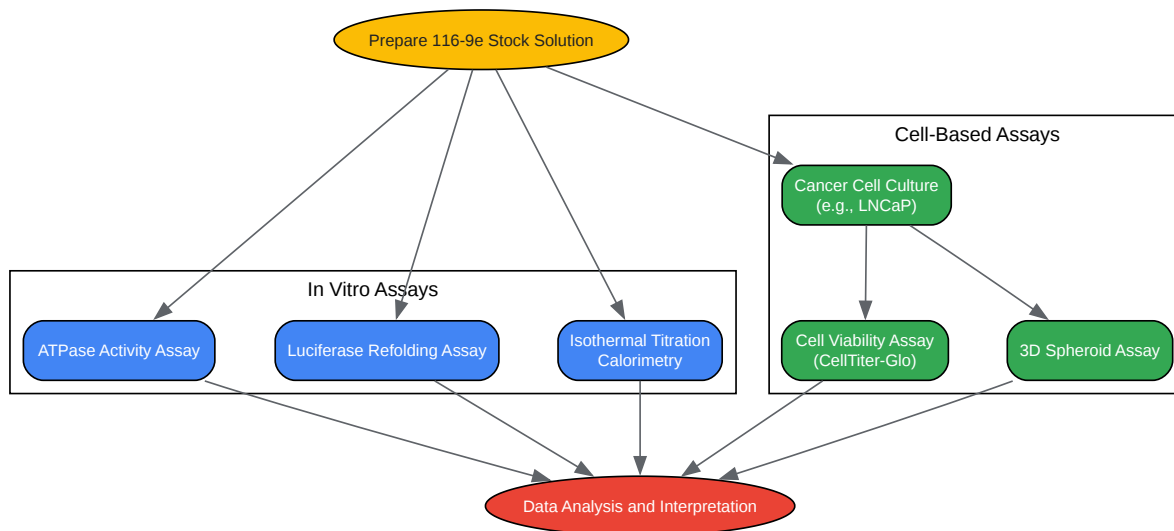 Prepare 116-9e Stock Solution
Cell-Based Assays
Cancer Cell Culture
(e.g., LNCaP)
In Vitro Assays
ATPase Activity Assay
Luciferase Refolding Assay
Isothermal Titration
Calorimetry
Cell Viability Assay
(CellTiter-Glo)
3D Spheroid Assay
Data Analysis and Interpretation